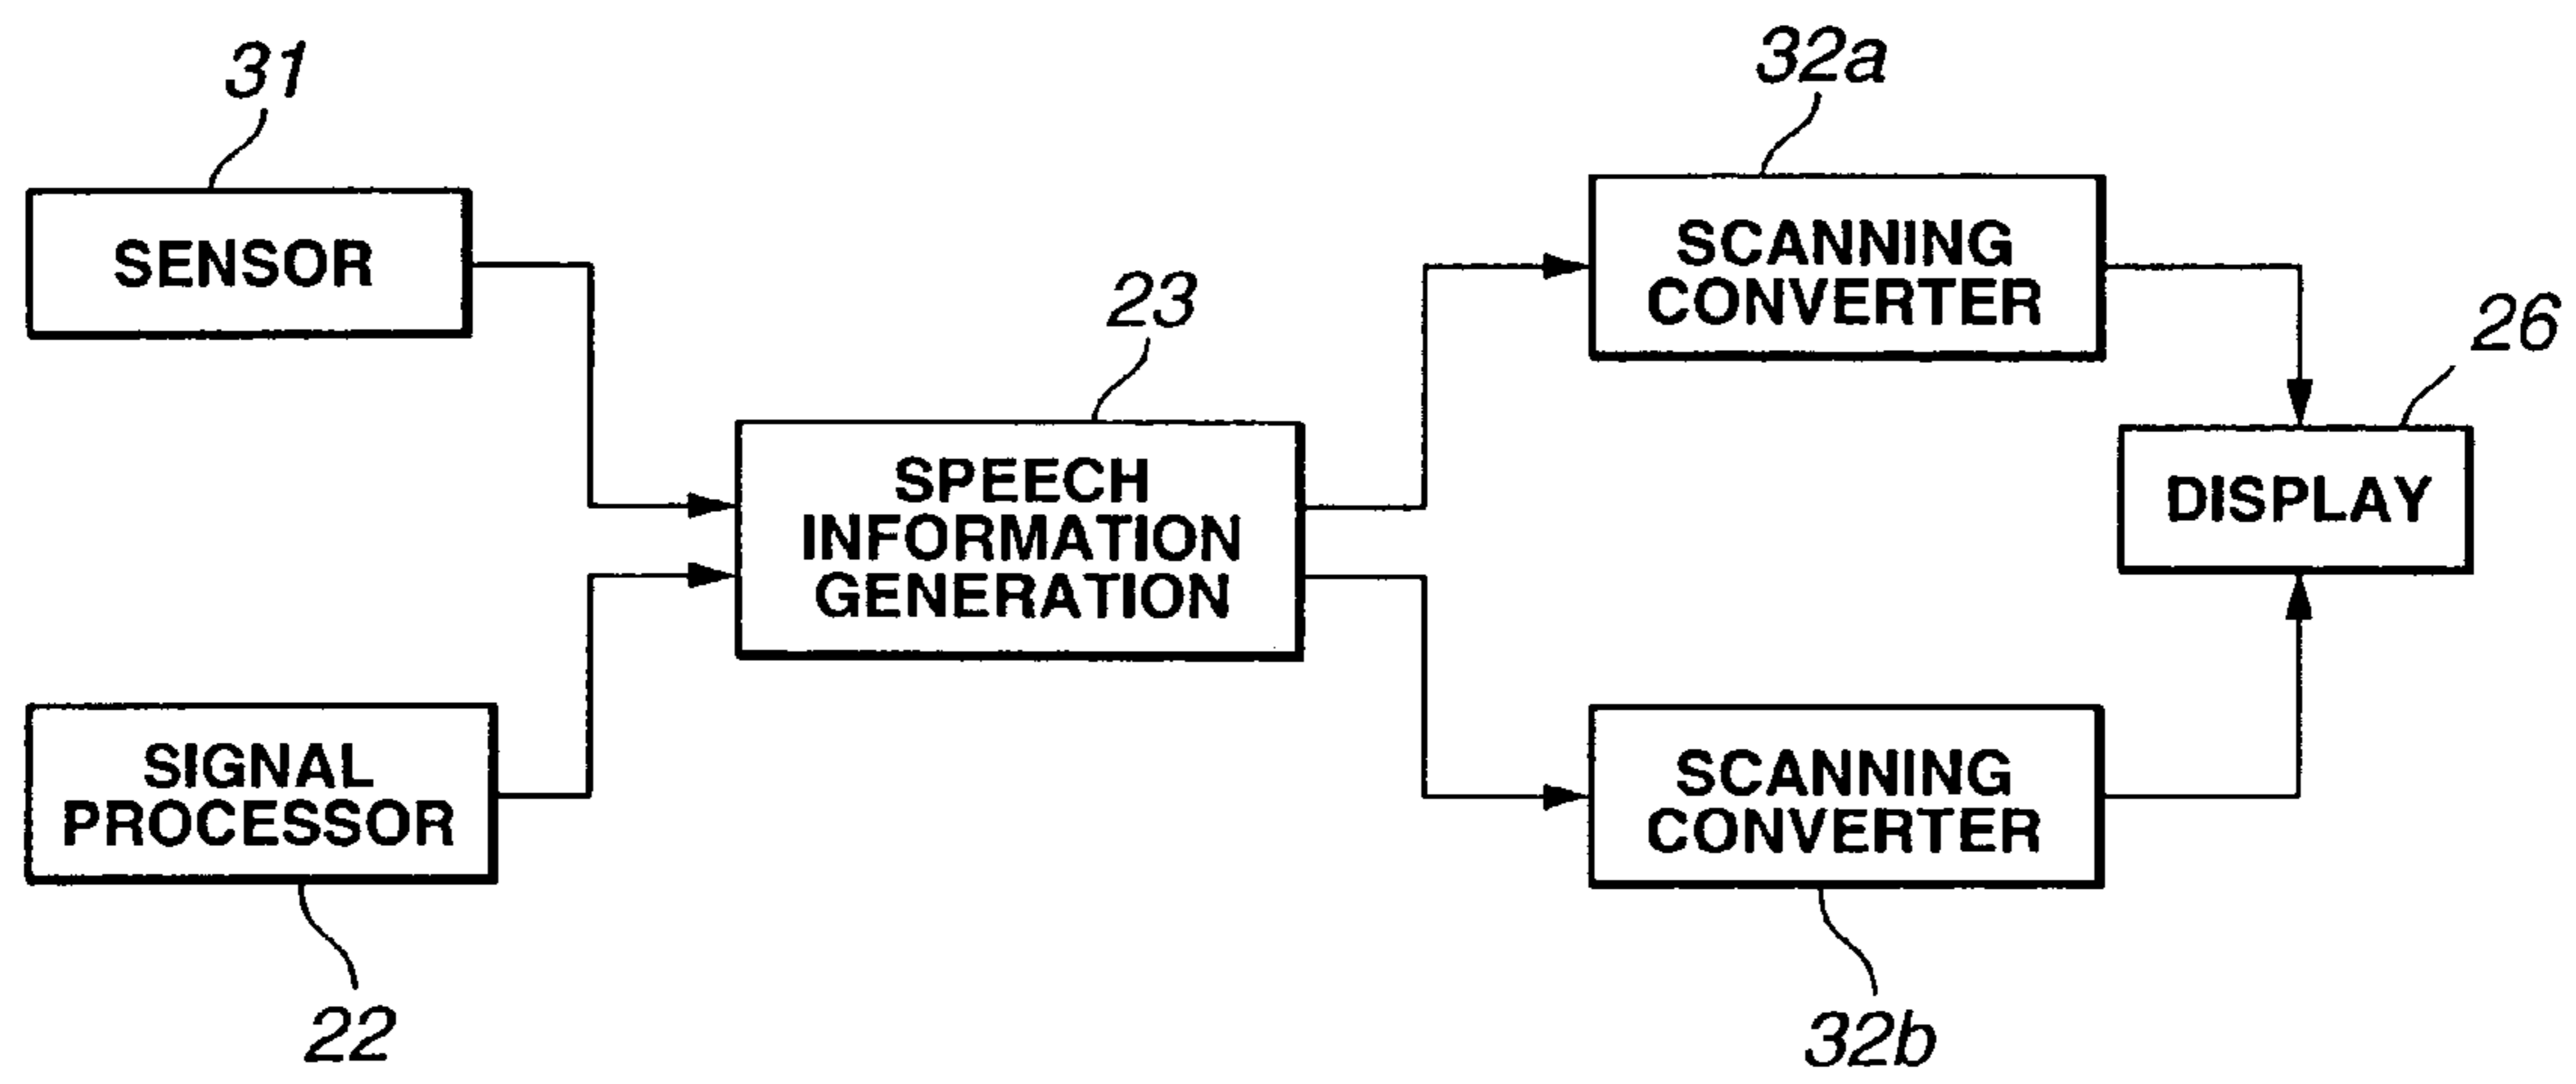 31
SENSOR
SIGNAL
PROCESSOR
22
23
SPEECH
INFORMATION
GENERATION
32a
SCANNING
CONVERTER
26
DISPLAY
SCANNING
CONVERTER
32b